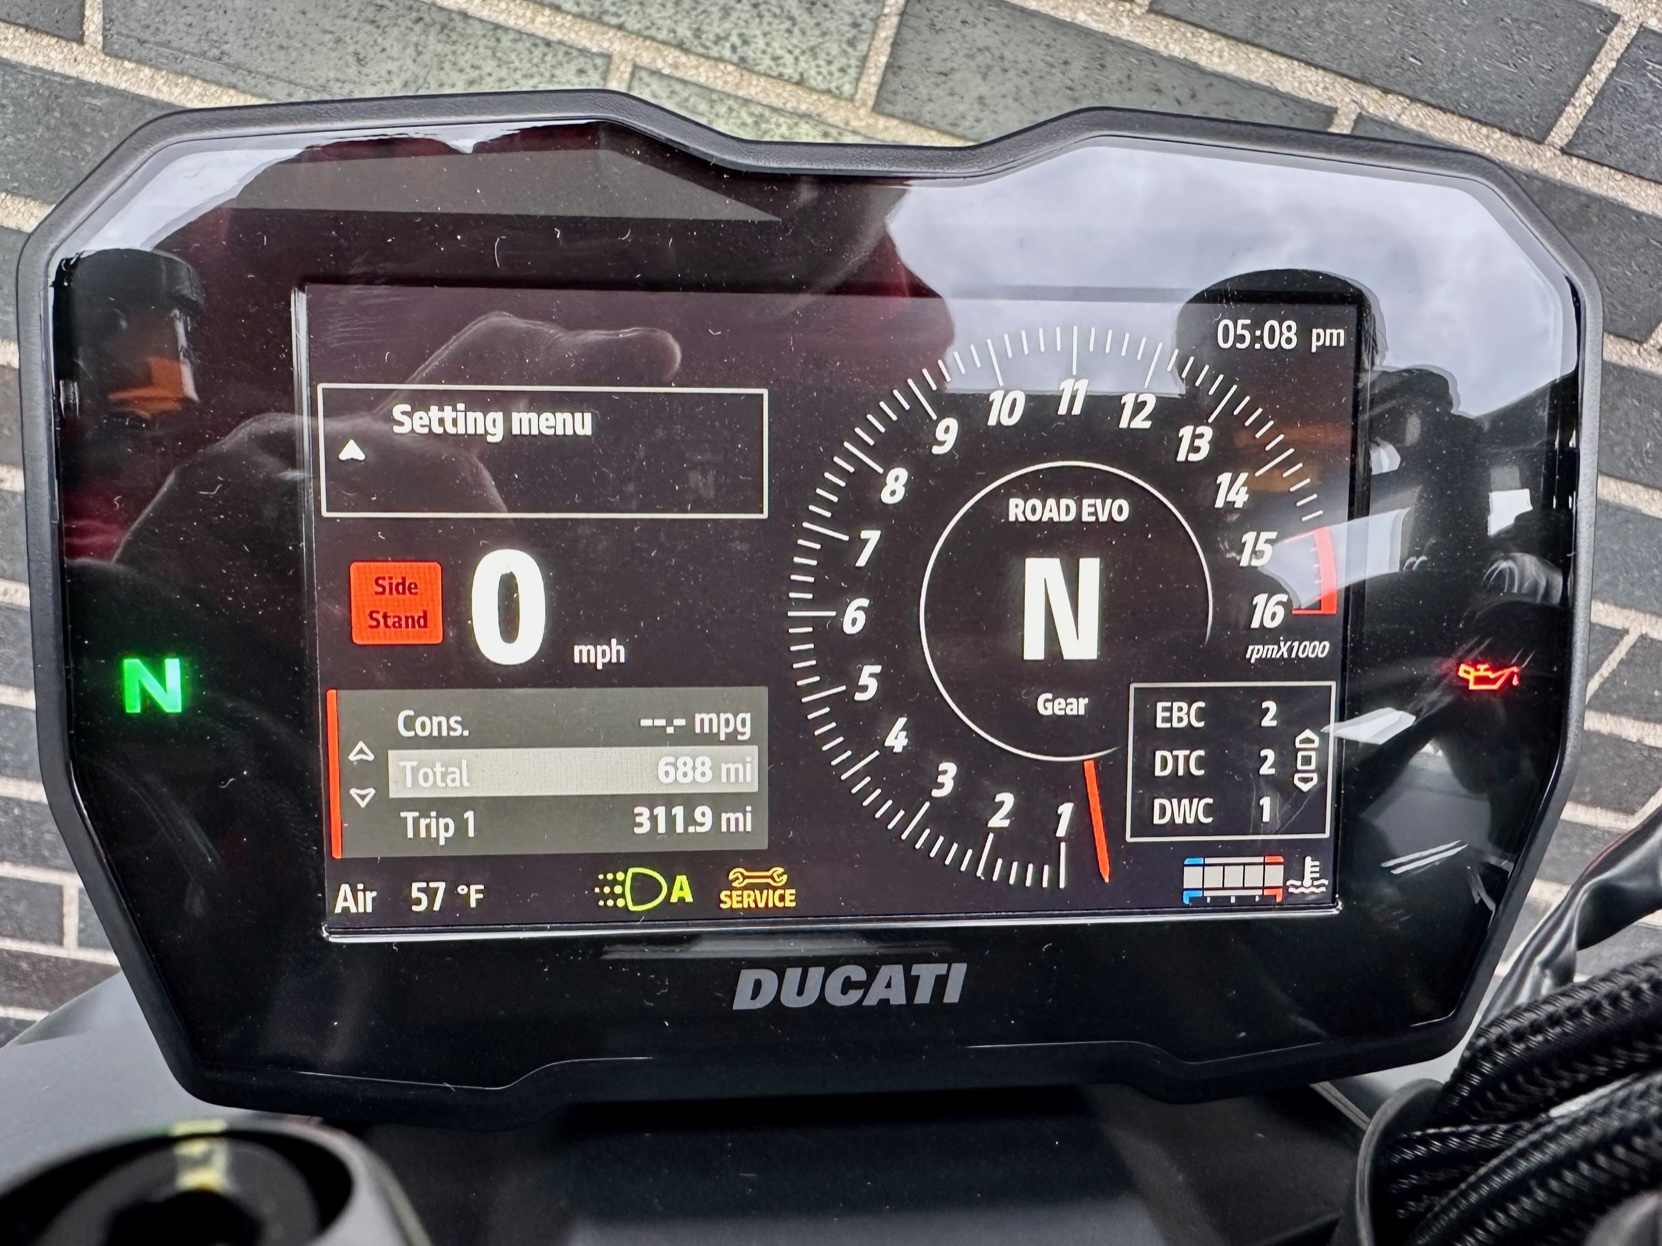 05:08 pm
Setting menu
Side
Stand
0
mph
Cons. --.- mpg
Total 688 mi
Trip 1 311.9 mi
Air 57 °F
A
SERVICE
N
1
2
3
4
5
6
7
8
9
10
11
12
13
14
15
16
rpmX1000
ROAD EVO
N
Gear
EBC 2
DTC 2
DWC 1
DUCATI